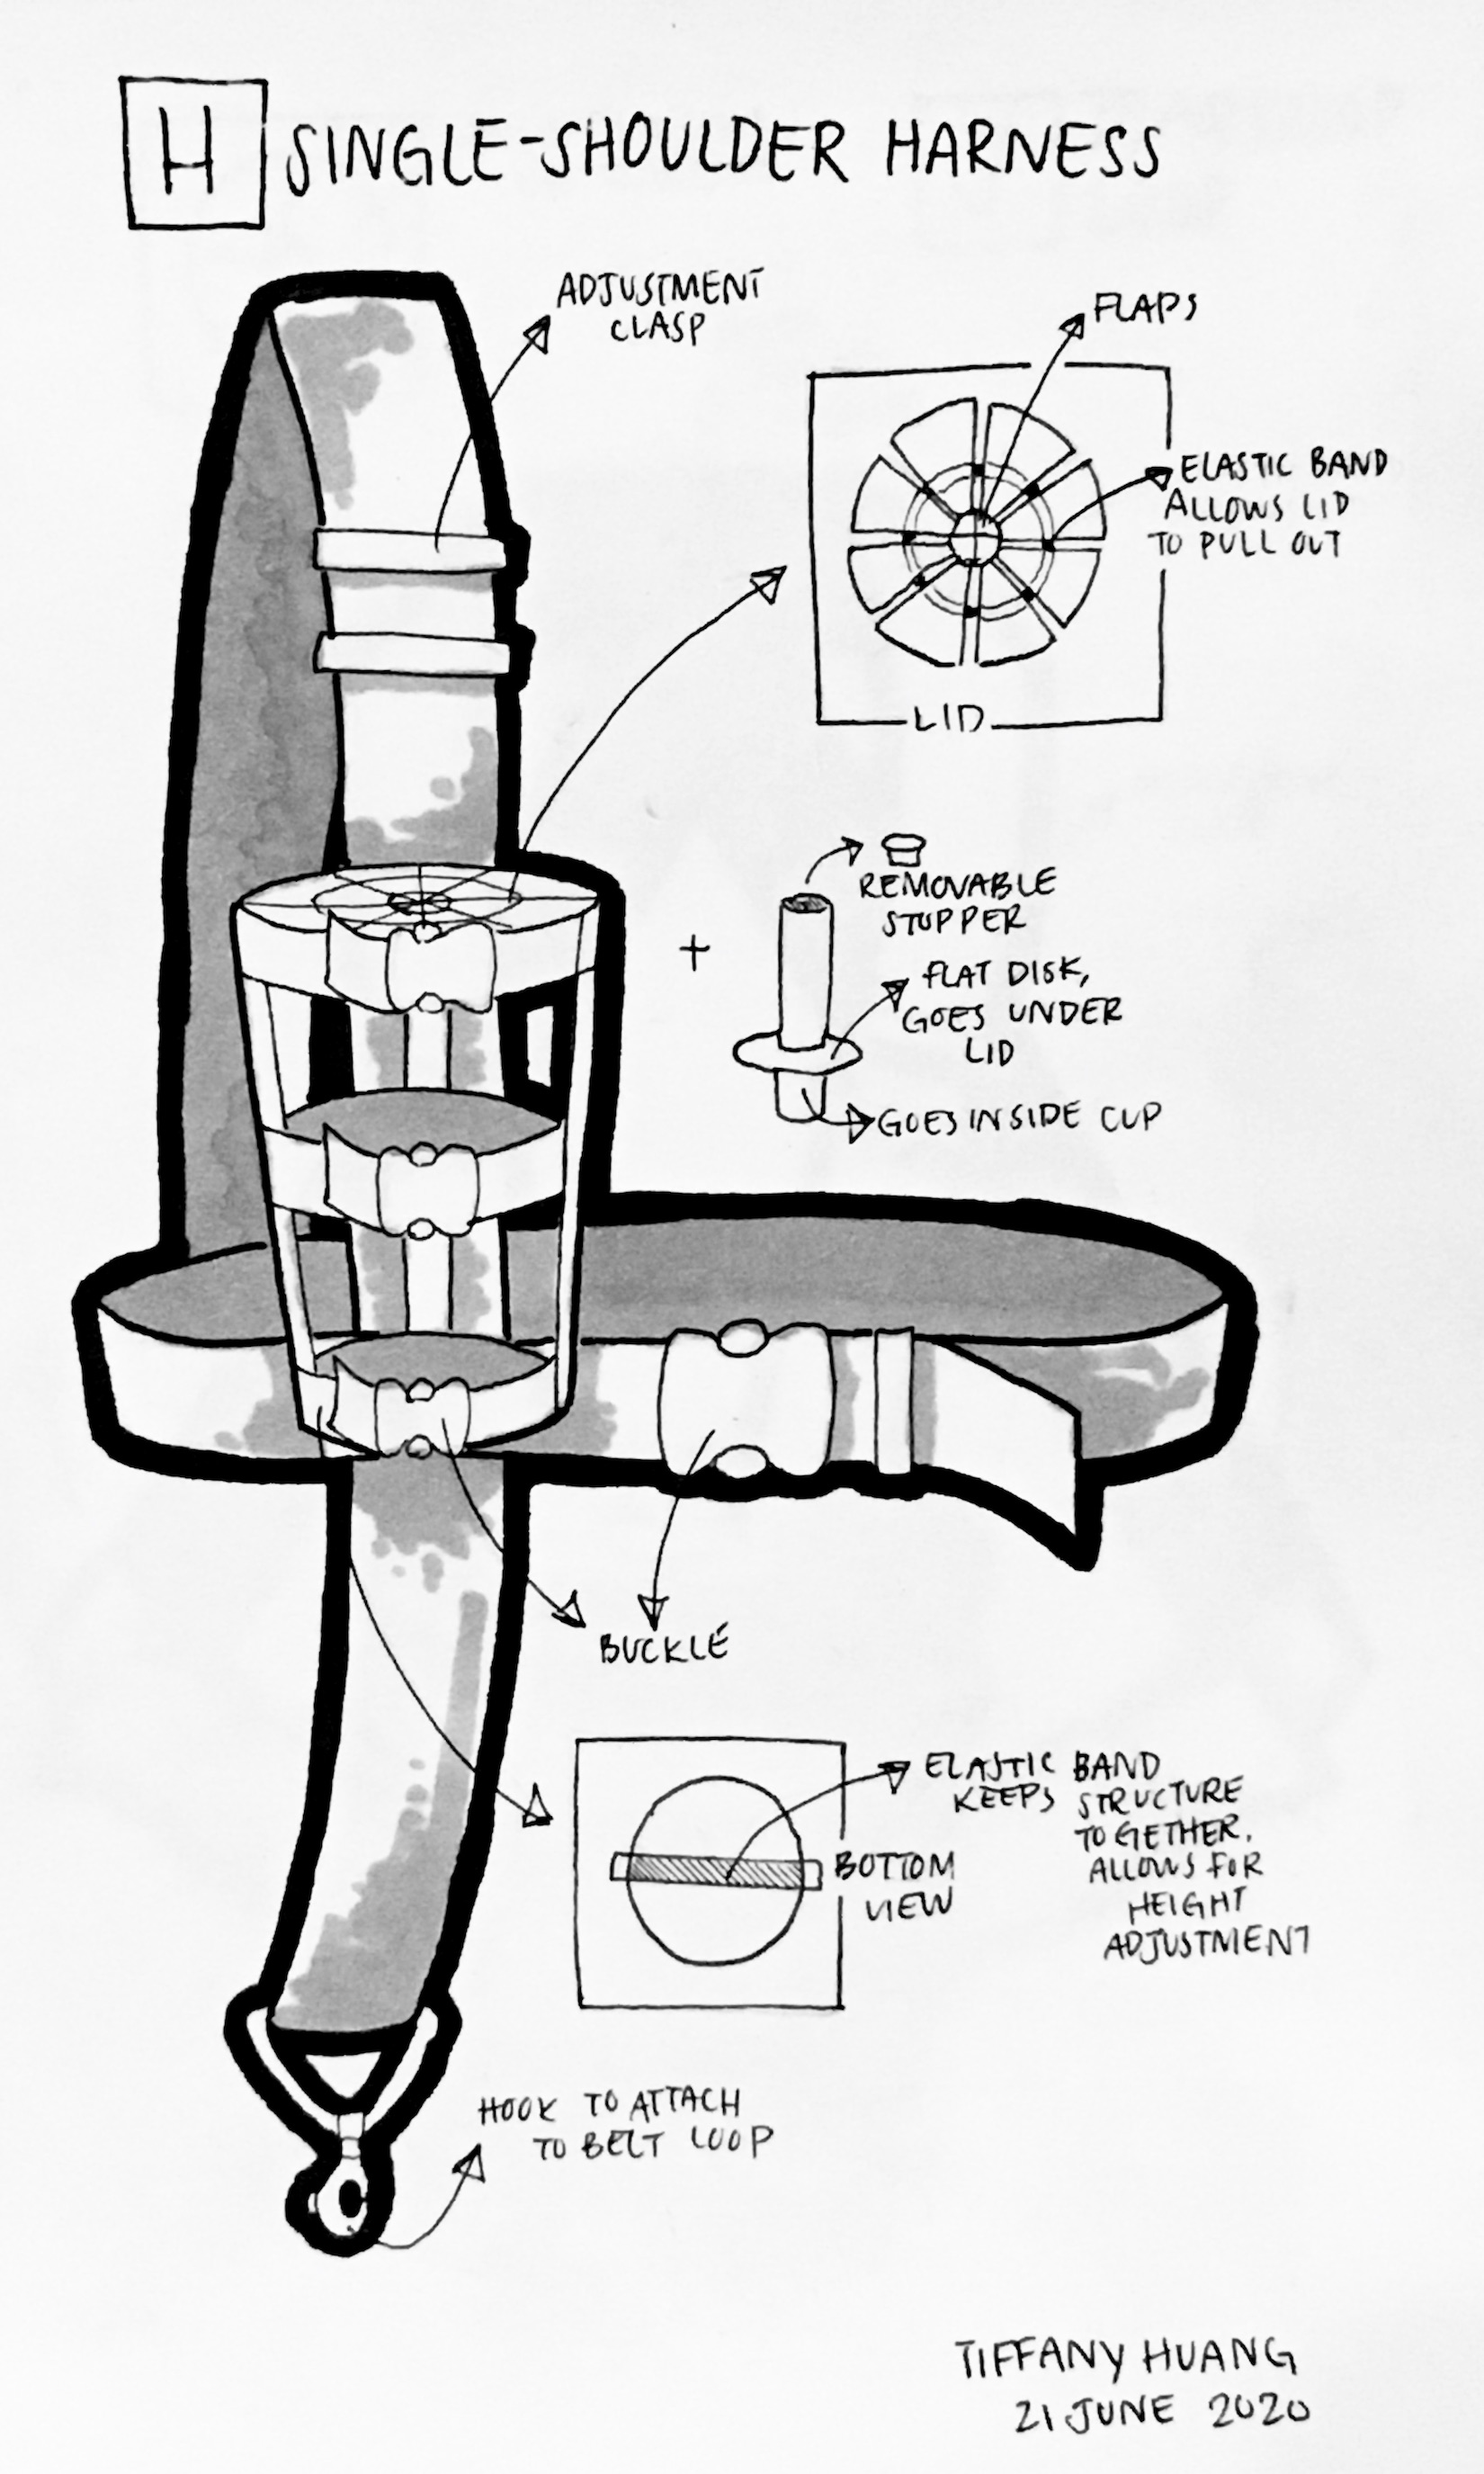 H SINGLE-SHOULDER HARNESS
ADJUSTMENT
CLASP
FLAPS
ELASTIC BAND
ALLOWS LID
TO PULL OUT
LID
+
REMOVABLE
STOPPER
FLAT DISK,
GOES UNDER
LID
GOES INSIDE CUP
BUCKLE
ELASTIC BAND
KEEPS STRUCTURE
TOGETHER.
ALLOWS FOR
HEIGHT
ADJUSTMENT
BOTTOM
VIEW
HOOK TO ATTACH
TO BELT LOOP
TIFFANY HUANG
21 JUNE 2020